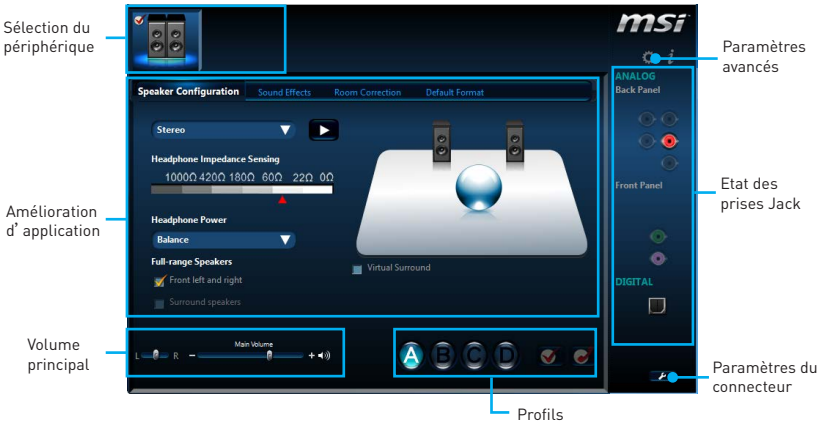 Sélection du
périphérique
msi
i
Paramètres
avancés
ANALOG
Back Panel
Speaker Configuration
Sound Effects
Room Correction
Default Format
Stereo
Headphone Impedance Sensing
1000Ω 420Ω 180Ω 60Ω 22Ω 0Ω
Headphone Power
Balance
Full-range Speakers
Front left and right
Surround speakers
Virtual Surround
Front Panel
DIGITAL
Amélioration
d’application
Etat des
prises Jack
Volume
principal
Main Volume
L R - +
A B C D
Profils
Paramètres du
connecteur